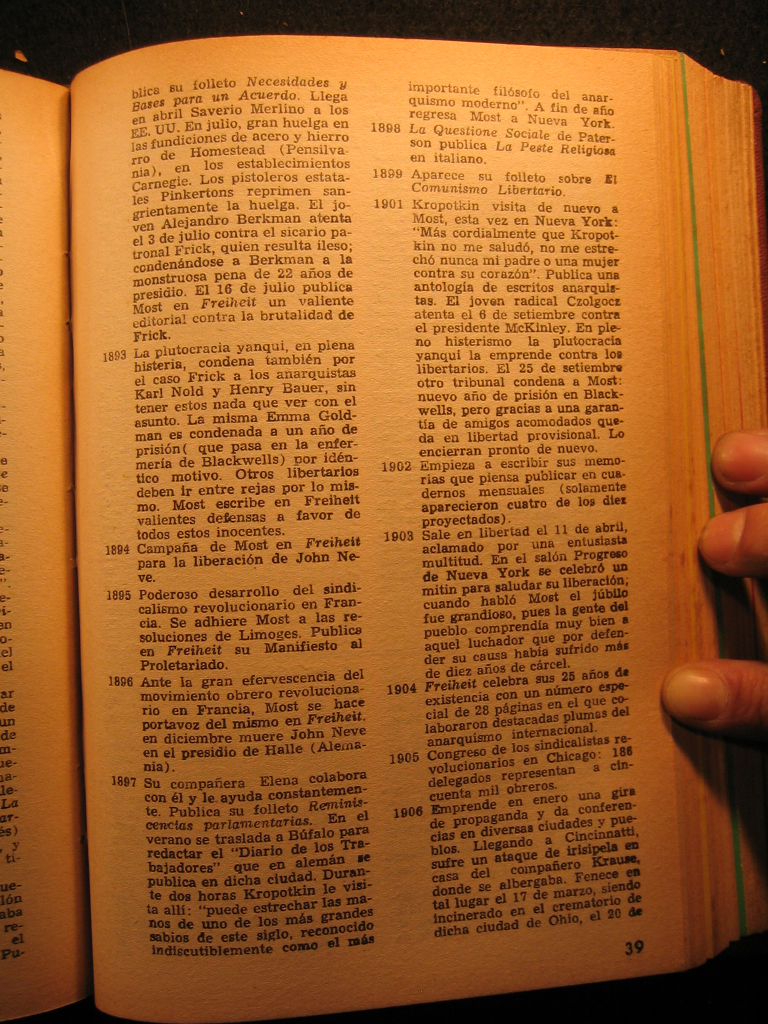 blica su folleto Necesidades y
Bases para un Acuerdo. Llega
en abril Saverio Merlino a los
EE. UU. En julio, gran huelga en
las fundiciones de acero y hierro
rro de Homestead (Pensilva-
nia), en los establecimientos
Carnegie. Los pistoleros estata-
les Pinkertons reprimen san-
grientamente la huelga. El jo-
ven Alejandro Berkman atenta
el 3 de julio contra el sicario pa-
tronal Frick, quien resulta ileso;
condenándose a Berkman a la
monstruosa pena de 22 años de
presidio. El 16 de julio publica
Most en Freiheit un valiente
editorial contra la brutalidad de
Frick.
1893 La plutocracia yanqui, en plena
histeria, condena también por
el caso Frick a los anarquistas
Karl Nold y Henry Bauer, sin
tener estos nada que ver con el
asunto. La misma Emma Gold-
man es condenada a un año de
prisión( que pasa en la enfer-
mería de Blackwells) por idén-
tico motivo. Otros libertarios
deben ir entre rejas por lo mis-
mo. Most escribe en Freiheit
valientes defensas a favor de
todos estos inocentes.
1894 Campaña de Most en Freiheit
para la liberación de John Ne-
ve.
1895 Poderoso desarrollo del sindi-
calismo revolucionario en Fran-
cia. Se adhiere Most a las re-
soluciones de Limoges. Publica
en Freiheit su Manifiesto al
Proletariado.
1896 Ante la gran efervescencia del
movimiento obrero revoluciona-
rio en Francia, Most se hace
portavoz del mismo en Freiheit.
en diciembre muere John Neve
en el presidio de Halle (Alema-
nia).
1897 Su compañera Elena colabora
con él y le ayuda constantemen-
te. Publica su folleto Reminis-
cencias parlamentarias. En el
verano se traslada a Búfalo para
redactar el "Diario de los Tra-
bajadores" que en alemán se
publica en dicha ciudad. Duran-
te dos horas Kropotkin le visi-
ta allí: "puede estrechar las ma-
nos de uno de los más grandes
sabios de este siglo, reconocido
indiscutiblemente como el más
importante filósofo del anar-
quismo moderno". A fin de año
regresa Most a Nueva York.
1898 La Questione Sociale de Pater-
son publica La Peste Religiosa
en italiano.
1899 Aparece su folleto sobre El
Comunismo Libertario.
1901 Kropotkin visita de nuevo a
Most, esta vez en Nueva York:
"Más cordialmente que Kropot-
kin no me saludó, no me estre-
chó nunca mi padre o una mujer
contra su corazón". Publica una
antología de escritos anarquis-
tas. El joven radical Czolgocz
atenta el 6 de setiembre contra
el presidente McKinley. En ple-
no histerismo la plutocracia
yanqui la emprende contra los
libertarios. El 25 de setiembre
otro tribunal condena a Most:
nuevo año de prisión en Black-
wells, pero gracias a una garan-
tía de amigos acomodados que-
da en libertad provisional. Lo
encierran pronto de nuevo.
1902 Empieza a escribir sus memo-
rias que piensa publicar en cua-
dernos mensuales (solamente
aparecieron cuatro de los diez
proyectados).
1903 Sale en libertad el 11 de abril,
aclamado por una entusiasta
multitud. En el salón Progreso
de Nueva York se celebró un
mitin para saludar su liberación;
cuando habló Most el júbilo
fue grandioso, pues la gente del
pueblo comprendía muy bien a
aquel luchador que por defen-
der su causa había sufrido más
de diez años de cárcel.
1904 Freiheit celebra sus 25 años de
existencia con un número espe-
cial de 28 páginas en el que co-
laboraron destacadas plumas del
anarquismo internacional.
1905 Congreso de los sindicalistas re-
volucionarios en Chicago: 186
delegados representan a cin-
cuenta mil obreros.
1906 Emprende en enero una gira
de propaganda y da conferen-
cias en diversas ciudades y pue-
blos. Llegando a Cincinnatti,
sufre un ataque de irisipela en
casa del compañero Krause,
donde se albergaba. Fenece en
tal lugar el 17 de marzo, siendo
incinerado en el crematorio de
dicha ciudad de Ohio, el 20 de
39